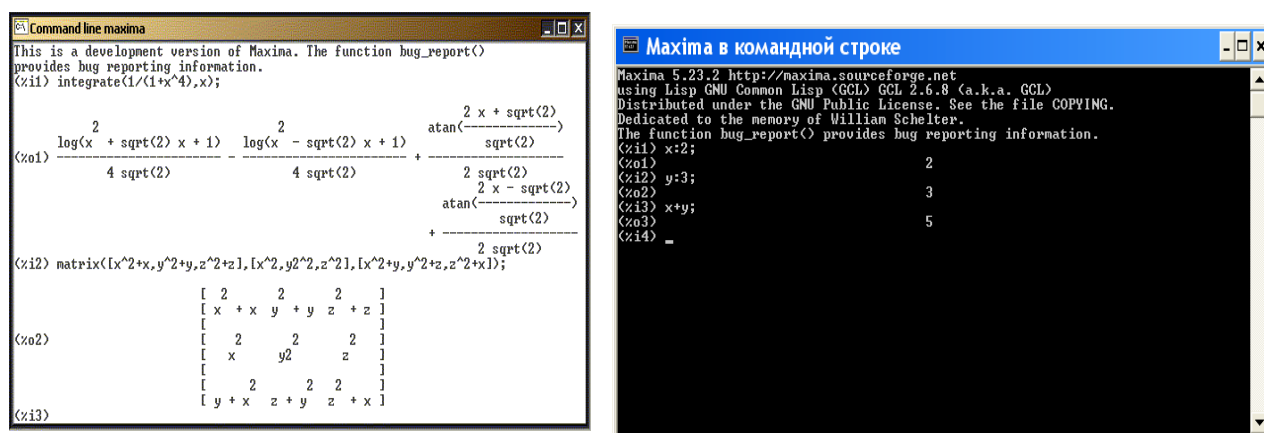 Command line maxima
This is a development version of Maxima. The function bug_report()
provides bug reporting information.
(%i1) integrate(1/(1+x^4),x);
                                                        2 x + sqrt(2)
          2                       2                atan(-------------)
      log(x  + sqrt(2) x + 1)   log(x  - sqrt(2) x + 1)        sqrt(2)
(%o1) ----------------------- - ----------------------- + ------------------
            4 sqrt(2)                 4 sqrt(2)              2 sqrt(2)
                                                        2 x - sqrt(2)
                                                   atan(-------------)
                                                           sqrt(2)
                                                 + -------------------
                                                        2 sqrt(2)
(%i2) matrix([x^2+x,y^2+y,z^2+z],[x^2,y2^2,z^2],[x^2+y,y^2+z,z^2+x]);
                       [  2       2       2     ]
                       [ x  + x  y  + y  z  + z ]
                       [                        ]
(%o2)                  [    2       2       2   ]
                       [   x      y2       z    ]
                       [                        ]
                       [      2       2   2     ]
                       [ y + x   z + y   z  + x ]
(%i3)
Maxima в командной строке
Maxima 5.23.2 http://maxima.sourceforge.net
using Lisp GNU Common Lisp (GCL) GCL 2.6.8 (a.k.a. GCL)
Distributed under the GNU Public License. See the file COPYING.
Dedicated to the memory of William Schelter.
The function bug_report() provides bug reporting information.
(%i1) x:2;
(%o1)                                  2
(%i2) y:3;
(%o2)                                  3
(%i3) x+y;
(%o3)                                  5
(%i4) _